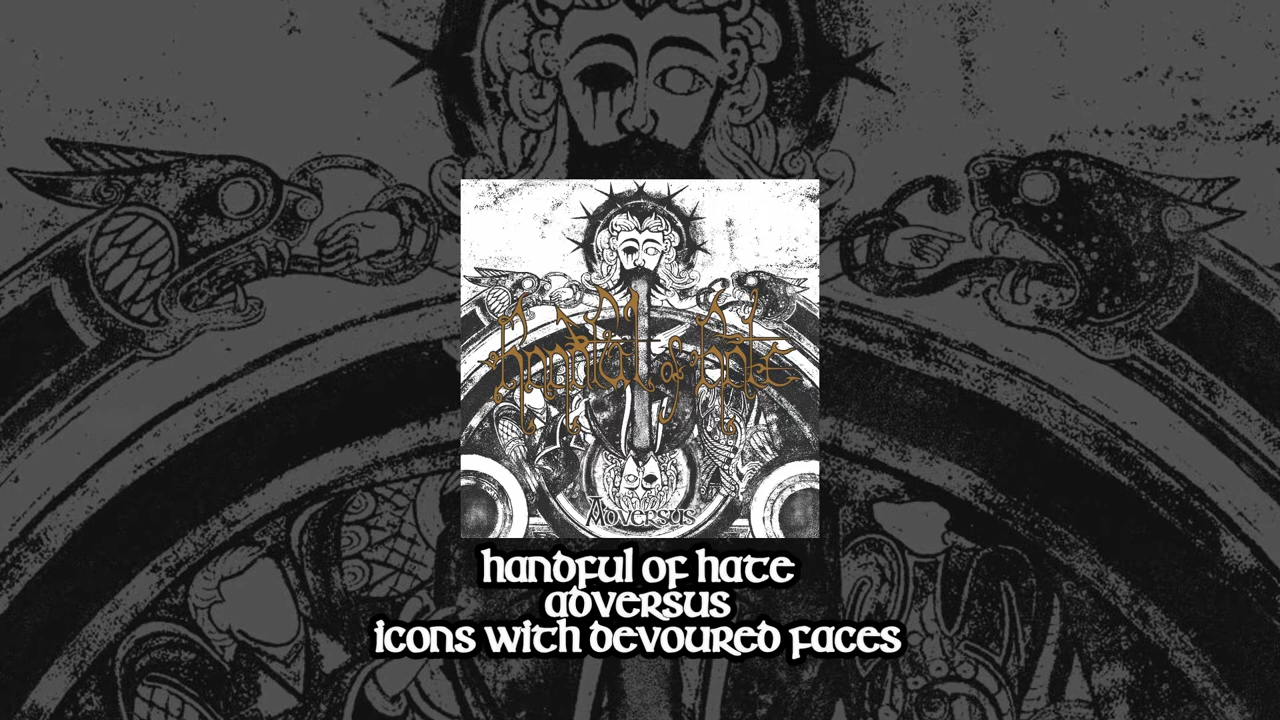 handful of hate
Adversus
handful of hate
adversus
icons with devoured faces